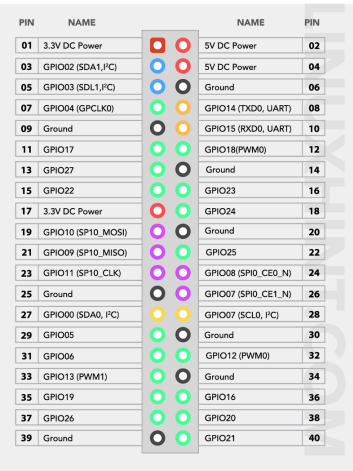 PIN NAME NAME PIN
01 3.3V DC Power 5V DC Power 02
03 GPIO02 (SDA1,I²C) 5V DC Power 04
05 GPIO03 (SDL1,I²C) Ground 06
07 GPIO04 (GPCLK0) GPIO14 (TXD0, UART) 08
09 Ground GPIO15 (RXD0, UART) 10
11 GPIO17 GPIO18(PWM0) 12
13 GPIO27 Ground 14
15 GPIO22 GPIO23 16
17 3.3V DC Power GPIO24 18
19 GPIO10 (SP10_MOSI) Ground 20
21 GPIO09 (SP10_MISO) GPIO25 22
23 GPIO11 (SP10_CLK) GPIO08 (SPI0_CE0_N) 24
25 Ground GPIO07 (SPI0_CE1_N) 26
27 GPIO00 (SDA0, I²C) GPIO07 (SCL0, I²C) 28
29 GPIO05 Ground 30
31 GPIO06 GPIO12 (PWM0) 32
33 GPIO13 (PWM1) Ground 34
35 GPIO19 GPIO16 36
37 GPIO26 GPIO20 38
39 Ground GPIO21 40
LINUXHINT.COM